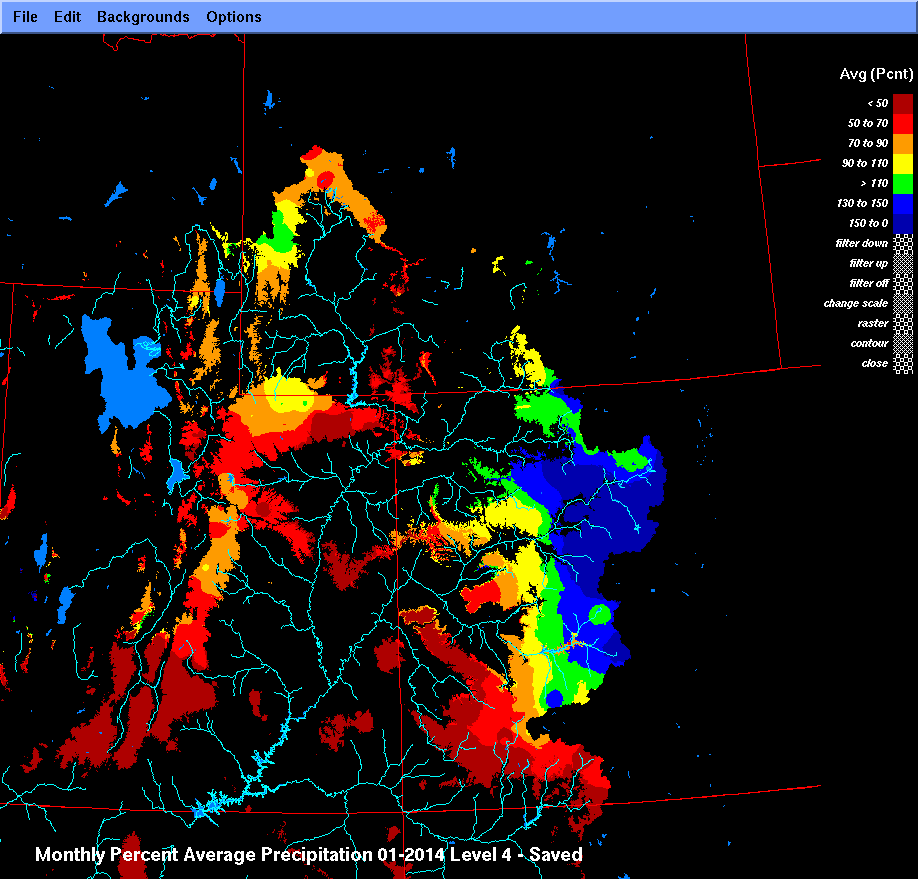 File Edit Backgrounds Options
Avg (Pcnt)
< 50
50 to 70
70 to 90
90 to 110
> 110
130 to 150
150 to 0
filter down
filter up
filter off
change scale
raster
contour
close
Monthly Percent Average Precipitation 01-2014 Level 4 - Saved